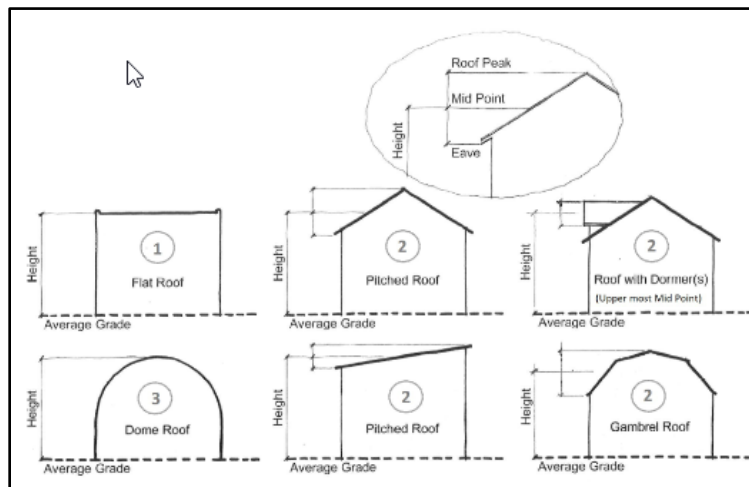 Roof Peak
Mid Point
Height
Eave
Height
1
Flat Roof
Average Grade
Height
2
Pitched Roof
Average Grade
Height
2
Roof with Dormer(s)
(Upper most Mid Point)
Average Grade
Height
3
Dome Roof
Average Grade
Height
2
Pitched Roof
Average Grade
Height
2
Gambrel Roof
Average Grade